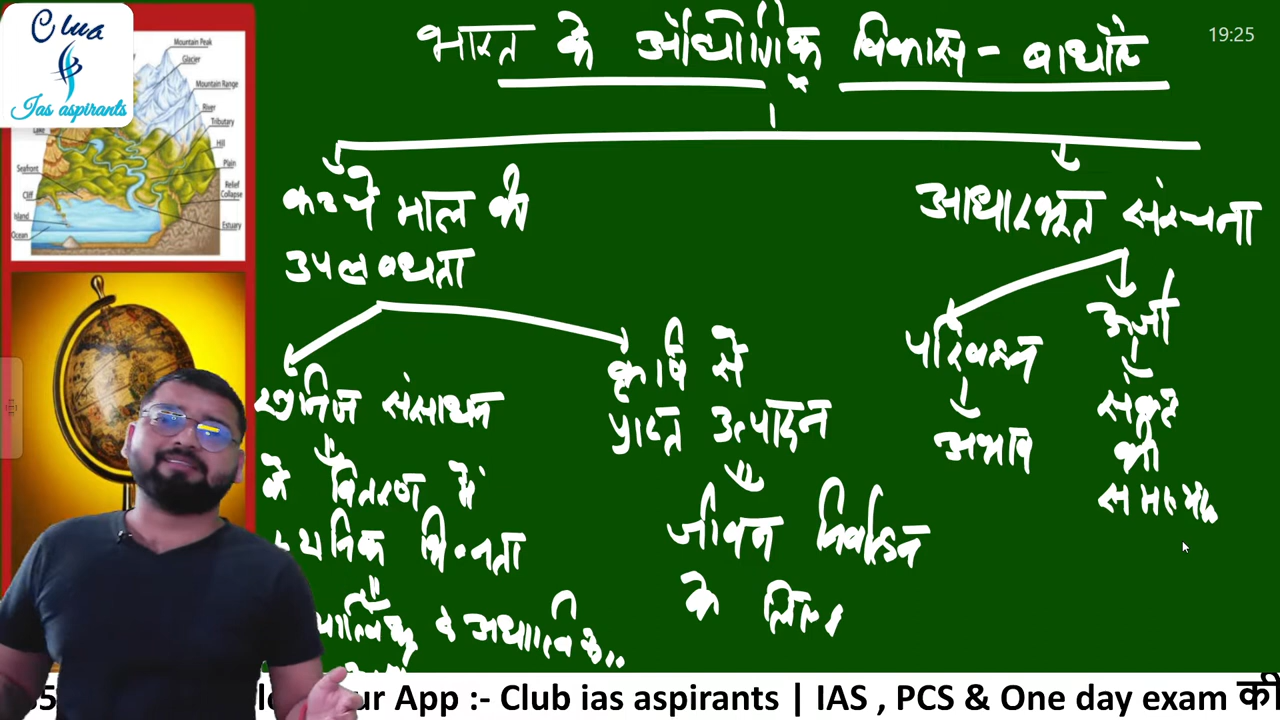 Clua
Ias aspirants
Mountain Peak
Glacier
Mountain Range
River
Tributary
Hill
Lake
Plain
Seafront
Relief
Collapse
Cliff
Island
Estuary
Ocean
19:25
भारत के औद्योगिक विकास - बाधाँए
कच्चे माल की
उपलब्धता
आधारभूत संरचना
खनिज संसाधन
के वितरण में
भिन्नता
कृषि से
प्राप्त उत्पादन
जीवन निर्वाहन
के लिए
परिवहन
अभाव
ऊर्जा
संकट
की
समस्या
App :- Club ias aspirants | IAS , PCS & One day exam की